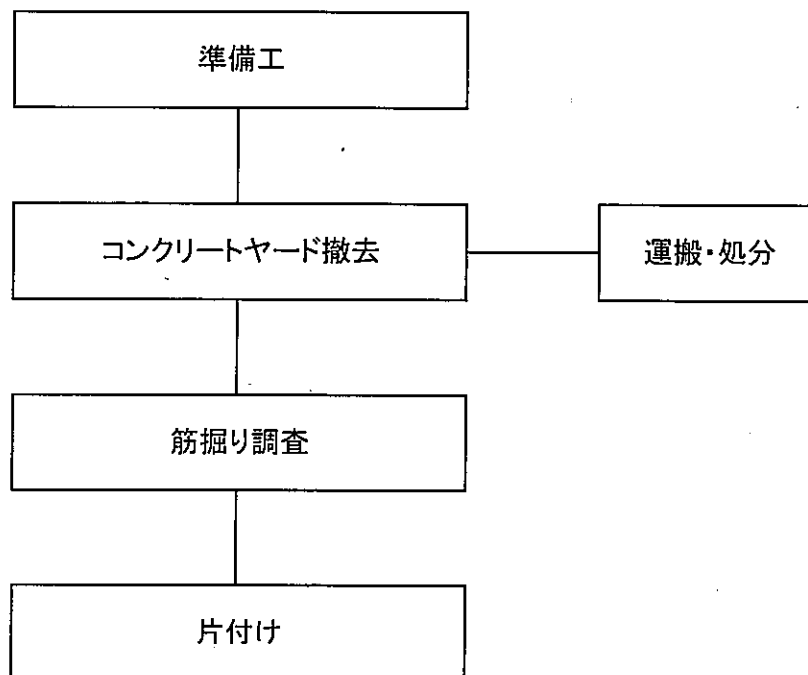 準備工
コンクリートヤード撤去
運搬・処分
筋掘り調査
片付け